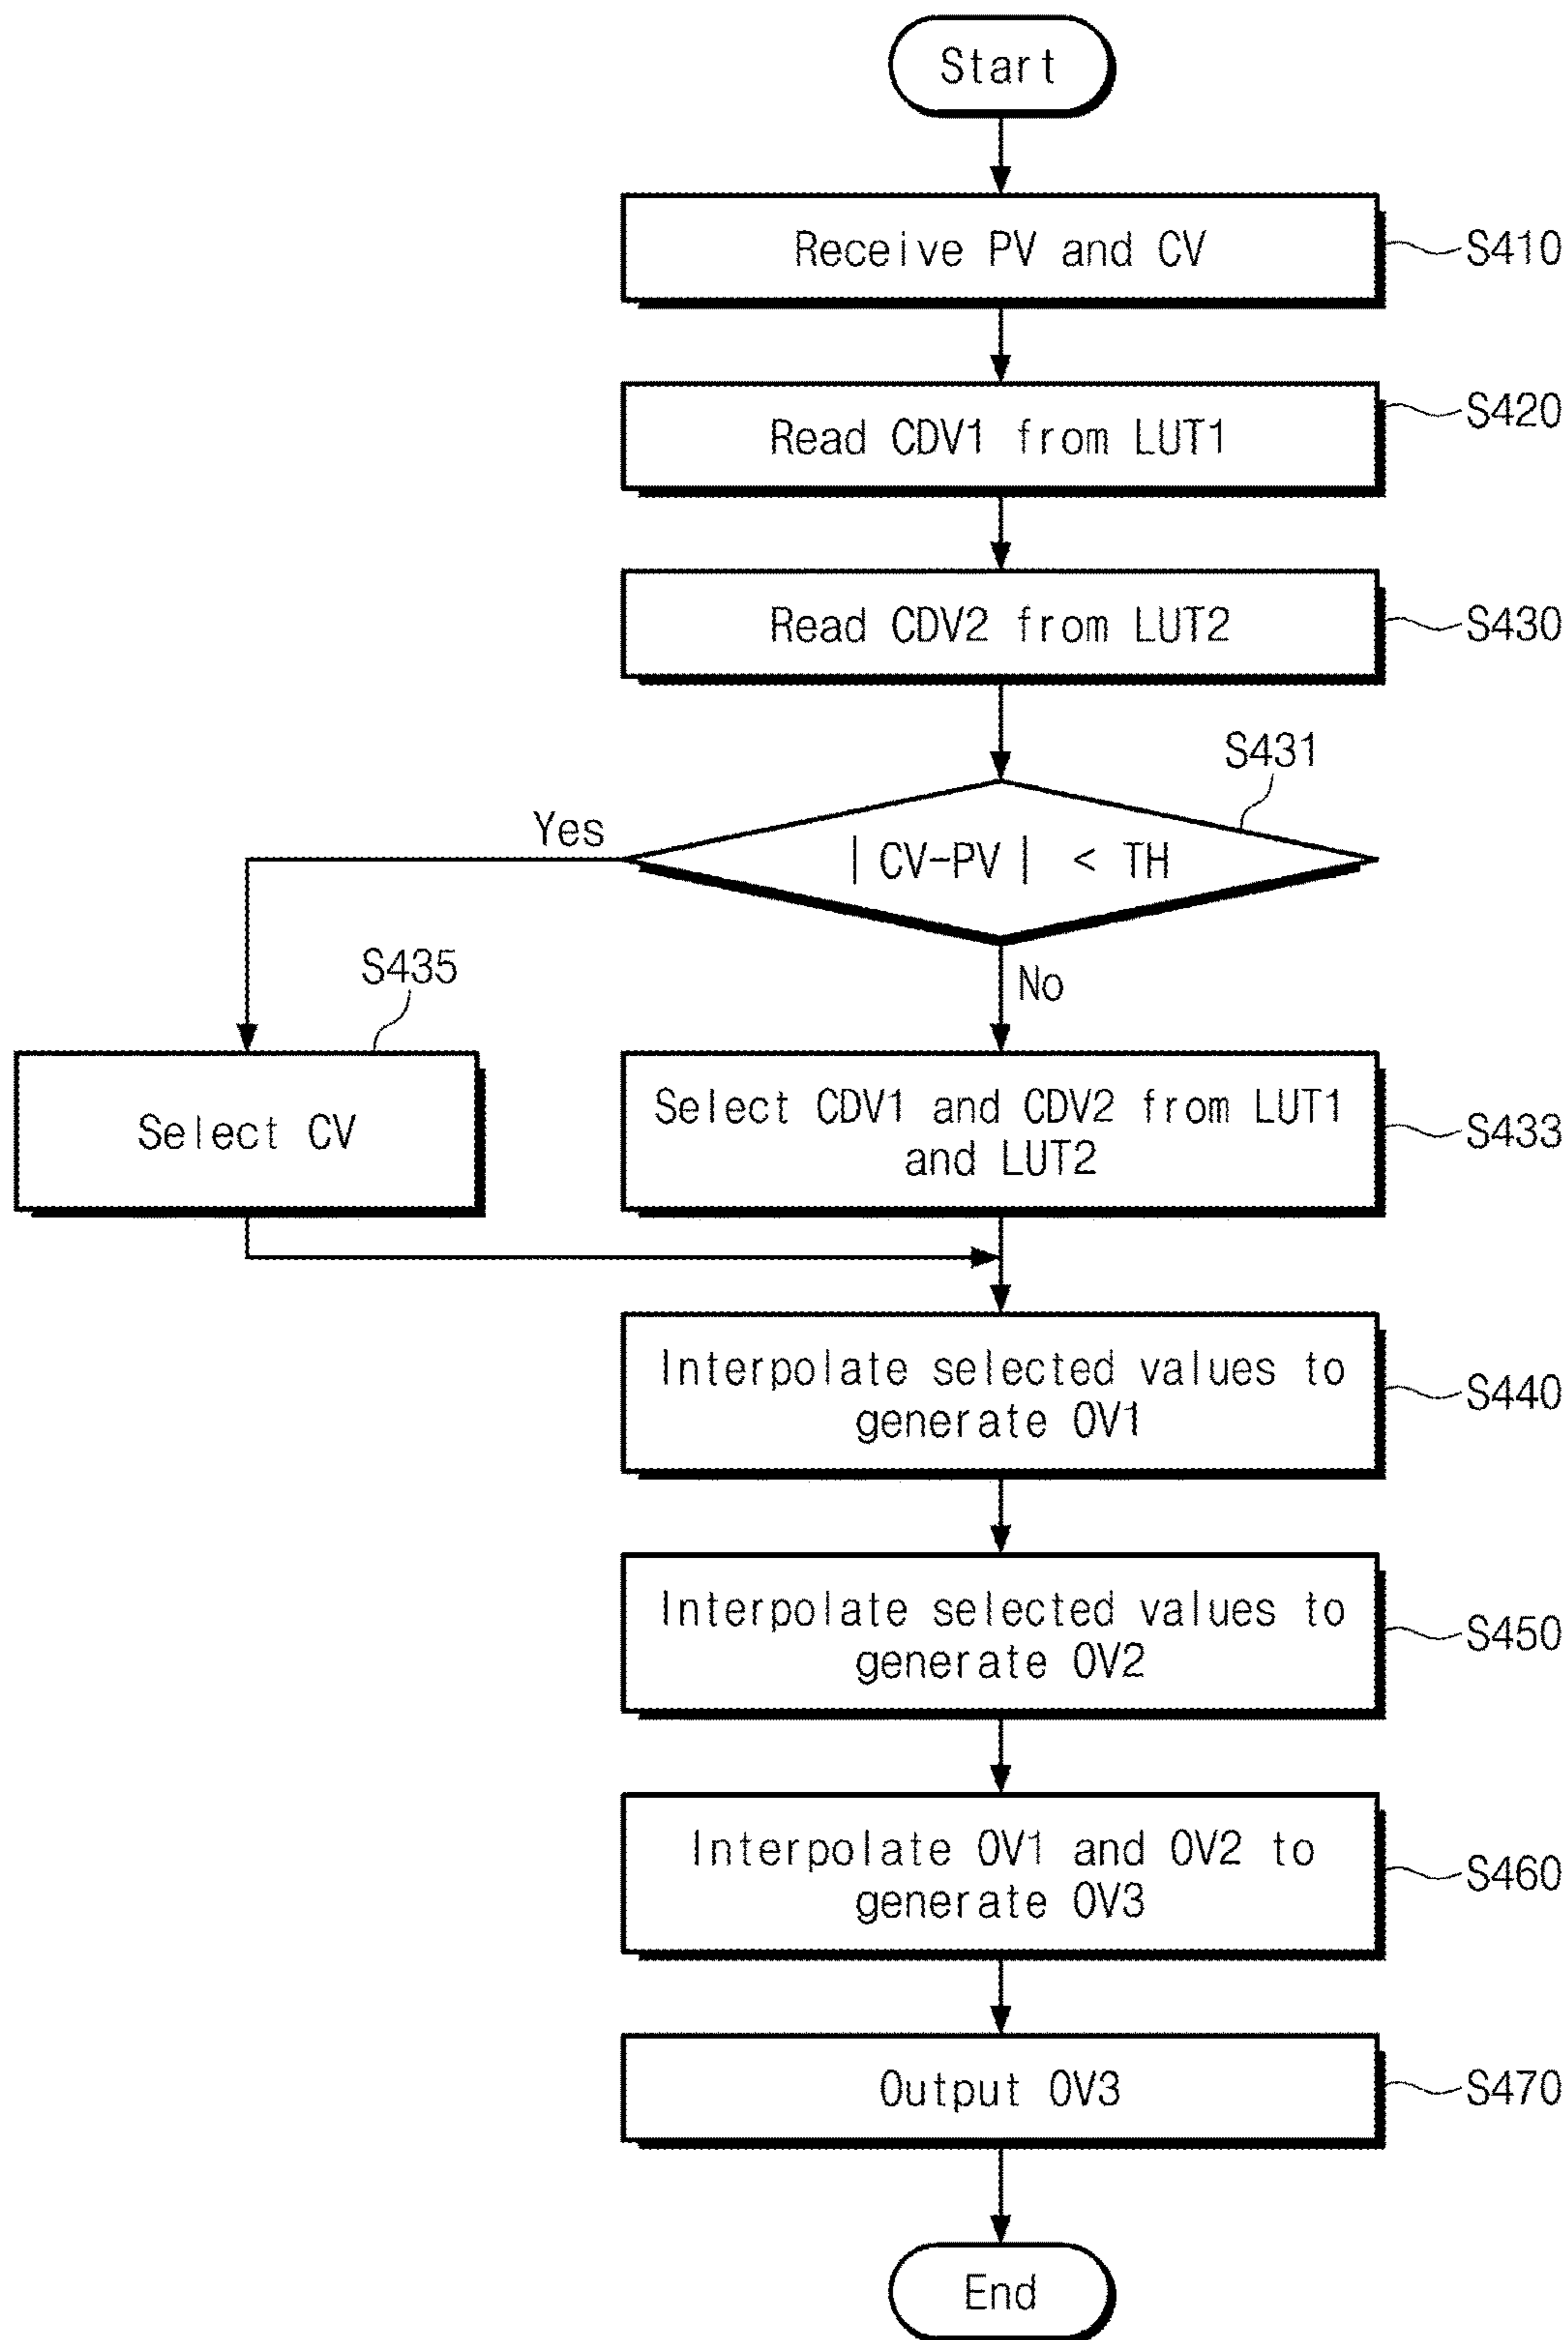 Start
Receive PV and CV
S410
Read CDV1 from LUT1
S420
Read CDV2 from LUT2
S430
S431
Yes
| CV-PV | < TH
S435
No
Select CV
Select CDV1 and CDV2 from LUT1
and LUT2
S433
Interpolate selected values to
generate OV1
S440
Interpolate selected values to
generate OV2
S450
Interpolate OV1 and OV2 to
generate OV3
S460
Output OV3
S470
End